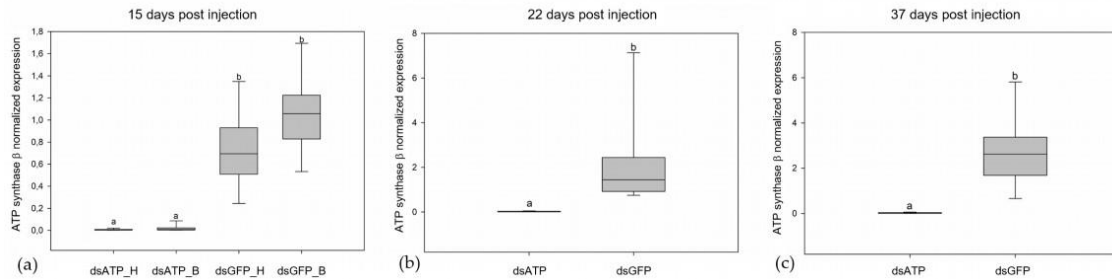 15 days post injection
ATP synthase β normalized expression
1,8
1,6
1,4
1,2
1,0
0,8
0,6
0,4
0,2
0,0
a
a
b
b
dsATP_H dsATP_B dsGFP_H dsGFP_B
(a)
22 days post injection
ATP synthase β normalized expression
8
6
4
2
0
a
b
dsATP dsGFP
(b)
37 days post injection
ATP synthase β normalized expression
8
6
4
2
0
a
b
dsATP dsGFP
(c)